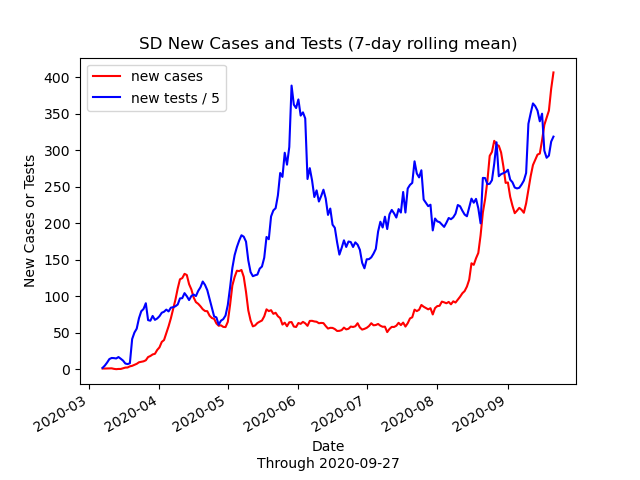 SD New Cases and Tests (7-day rolling mean)
new cases
new tests / 5
New Cases or Tests
400
350
300
250
200
150
100
50
0
2020-03
2020-04
2020-05
2020-06
2020-07
2020-08
2020-09
Date
Through 2020-09-27